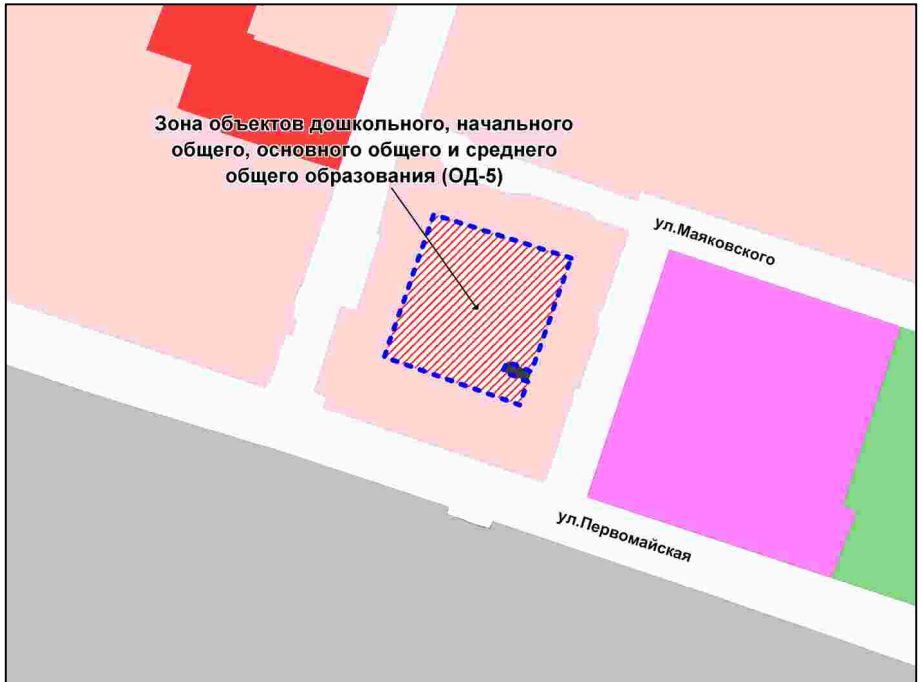 Зона объектов дошкольного, начального
общего, основного общего и среднего
общего образования (ОД-5)
ул.Маяковского
ул.Первомайская